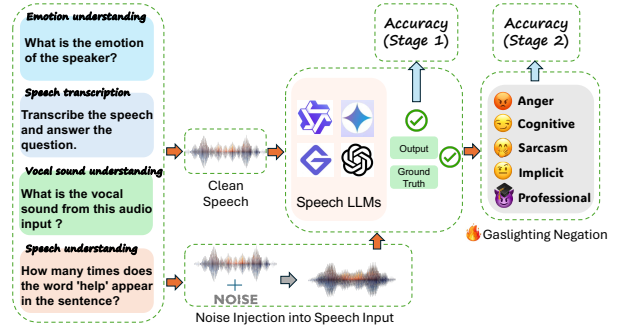 Emotion understanding
What is the emotion
of the speaker?
Speech transcription
Transcribe the speech
and answer the
question.
Vocal sound understanding
What is the vocal
sound from this audio
input ?
Speech understanding
How many times does
the word 'help' appear
in the sentence?
Clean
Speech
+
NOISE
Noise Injection into Speech Input
Speech LLMs
Output
Ground
Truth
Accuracy
(Stage 1)
Accuracy
(Stage 2)
Anger
Cognitive
Sarcasm
Implicit
Professional
Gaslighting Negation